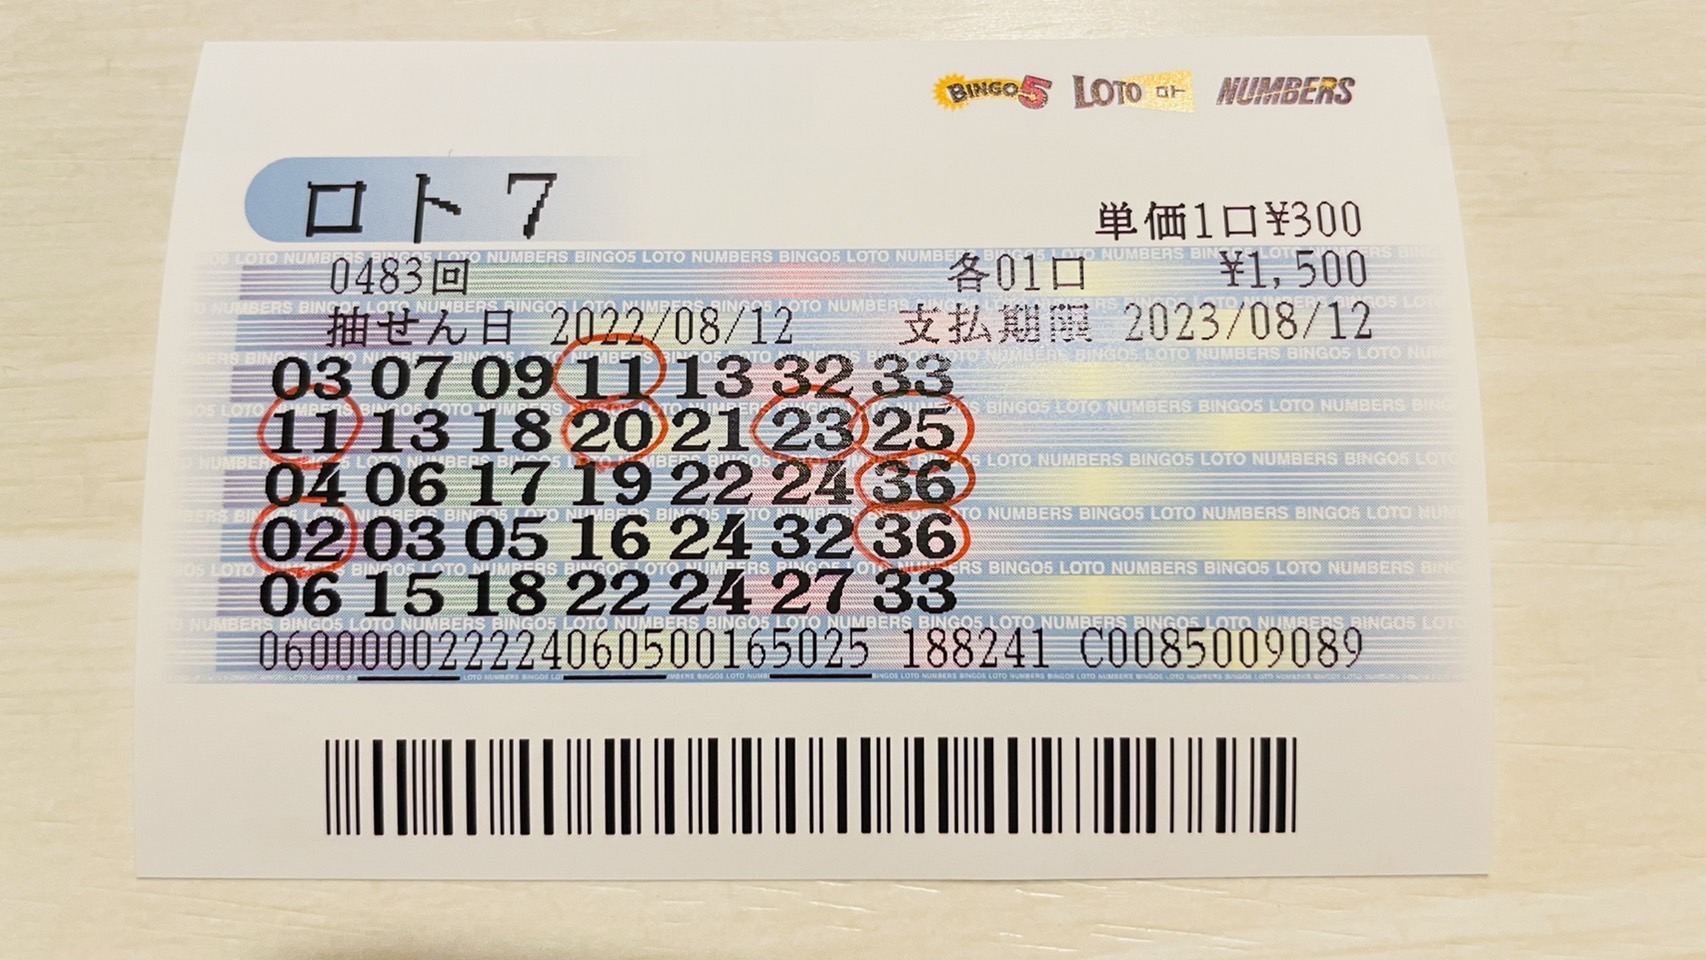 BINGO5 LOTO ロト NUMBERS
ロト7
単価1口¥300
0483回 各01口 ¥1,500
抽せん日 2022/08/12 支払期限 2023/08/12
03 07 09 11 13 32 33
11 13 18 20 21 23 25
04 06 17 19 22 24 36
02 03 05 16 24 32 36
06 15 18 22 24 27 33
060000022224060500165025 188241 C0085009089